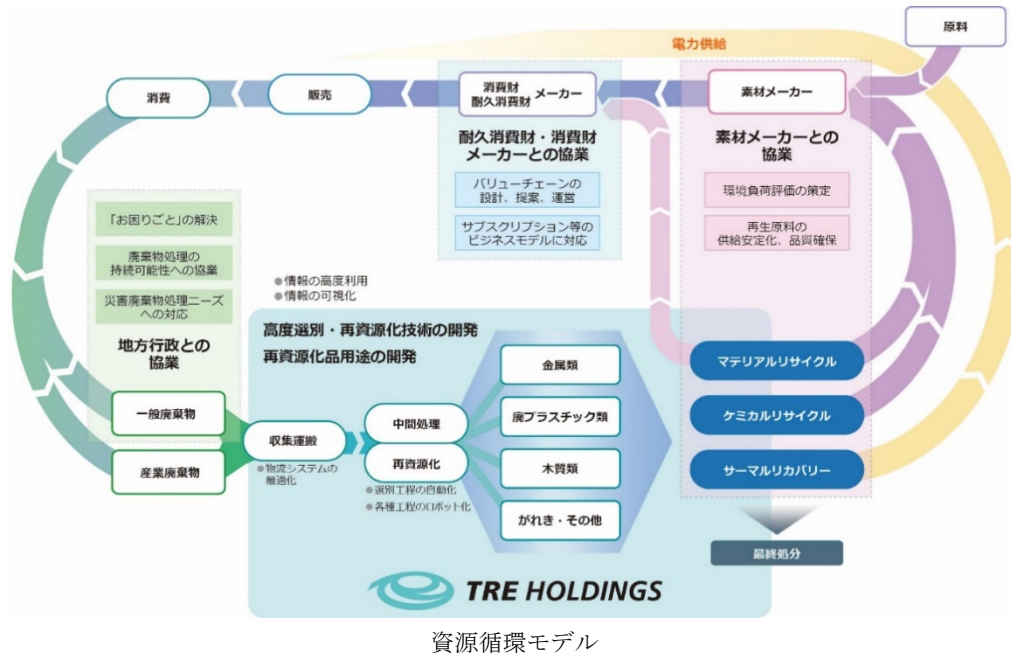 原料
電力供給
消費
販売
消費財
耐久消費財
メーカー
素材メーカー
耐久消費財・消費財
メーカーとの協業
バリューチェーンの
設計、提案、運営
サブスクリプション等の
ビジネスモデルに対応
素材メーカーとの
協業
環境負荷評価の策定
再生原料の
供給安定化、品質確保
「お困りごと」の解決
廃棄物処理の
持続可能性への協業
災害廃棄物処理ニーズ
への対応
地方行政との
協業
一般廃棄物
産業廃棄物
●情報の高度利用
●情報の可視化
高度選別・再資源化技術の開発
再資源化品用途の開発
収集運搬
●物流システムの
最適化
中間処理
再資源化
●選別工程の自動化
●各種工程のロボット化
金属類
廃プラスチック類
木質類
がれき・その他
マテリアルリサイクル
ケミカルリサイクル
サーマルリカバリー
最終処分
TRE HOLDINGS
資源循環モデル